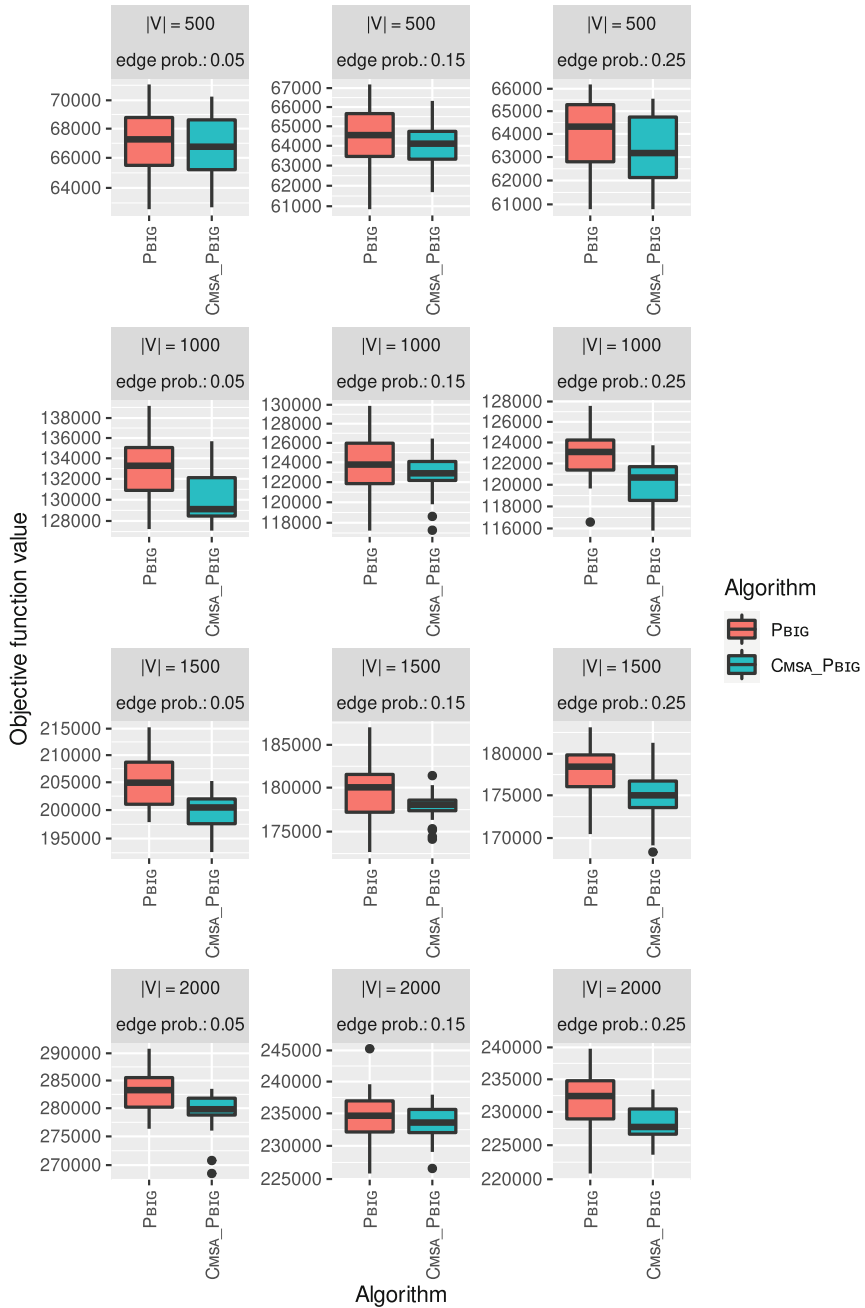 |V| = 500
|V| = 500
|V| = 500
edge prob.: 0.05
edge prob.: 0.15
edge prob.: 0.25
70000
68000
66000
64000
67000
66000
65000
64000
63000
62000
61000
66000
65000
64000
63000
62000
61000
PBIG
CMSA_PBIG
PBIG
CMSA_PBIG
PBIG
CMSA_PBIG
|V| = 1000
|V| = 1000
|V| = 1000
edge prob.: 0.05
edge prob.: 0.15
edge prob.: 0.25
138000
136000
134000
132000
130000
128000
130000
128000
126000
124000
122000
120000
118000
128000
126000
124000
122000
120000
118000
116000
PBIG
CMSA_PBIG
PBIG
CMSA_PBIG
PBIG
CMSA_PBIG
Objective function value
Algorithm
PBIG
CMSA_PBIG
|V| = 1500
|V| = 1500
|V| = 1500
edge prob.: 0.05
edge prob.: 0.15
edge prob.: 0.25
215000
210000
205000
200000
195000
185000
180000
175000
180000
175000
170000
PBIG
CMSA_PBIG
PBIG
CMSA_PBIG
PBIG
CMSA_PBIG
|V| = 2000
|V| = 2000
|V| = 2000
edge prob.: 0.05
edge prob.: 0.15
edge prob.: 0.25
290000
285000
280000
275000
270000
245000
240000
235000
230000
225000
240000
235000
230000
225000
220000
PBIG
CMSA_PBIG
PBIG
CMSA_PBIG
PBIG
CMSA_PBIG
Algorithm